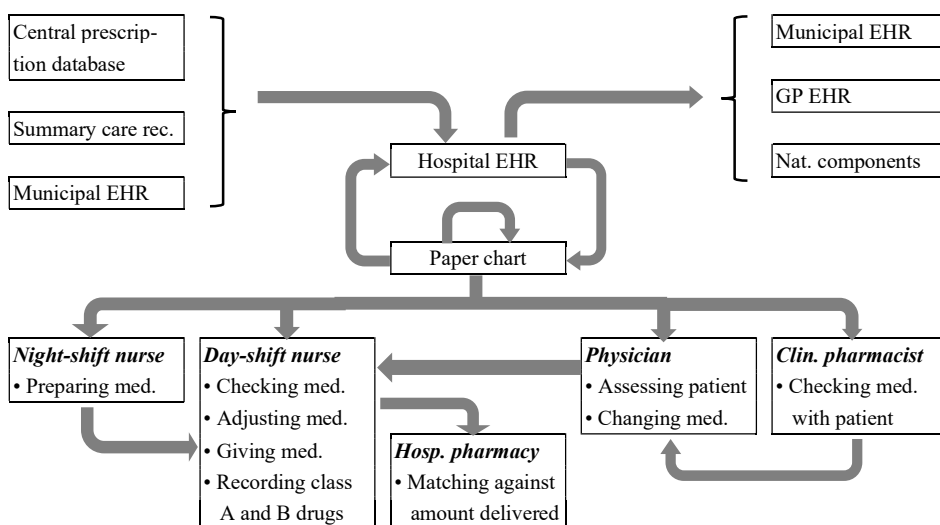 Central prescrip-
tion database
Summary care rec.
Municipal EHR
Hospital EHR
Municipal EHR
GP EHR
Nat. components
Paper chart
Night-shift nurse
• Preparing med.
Day-shift nurse
• Checking med.
• Adjusting med.
• Giving med.
• Recording class
A and B drugs
Hosp. pharmacy
• Matching against
amount delivered
Physician
• Assessing patient
• Changing med.
Clin. pharmacist
• Checking med.
with patient